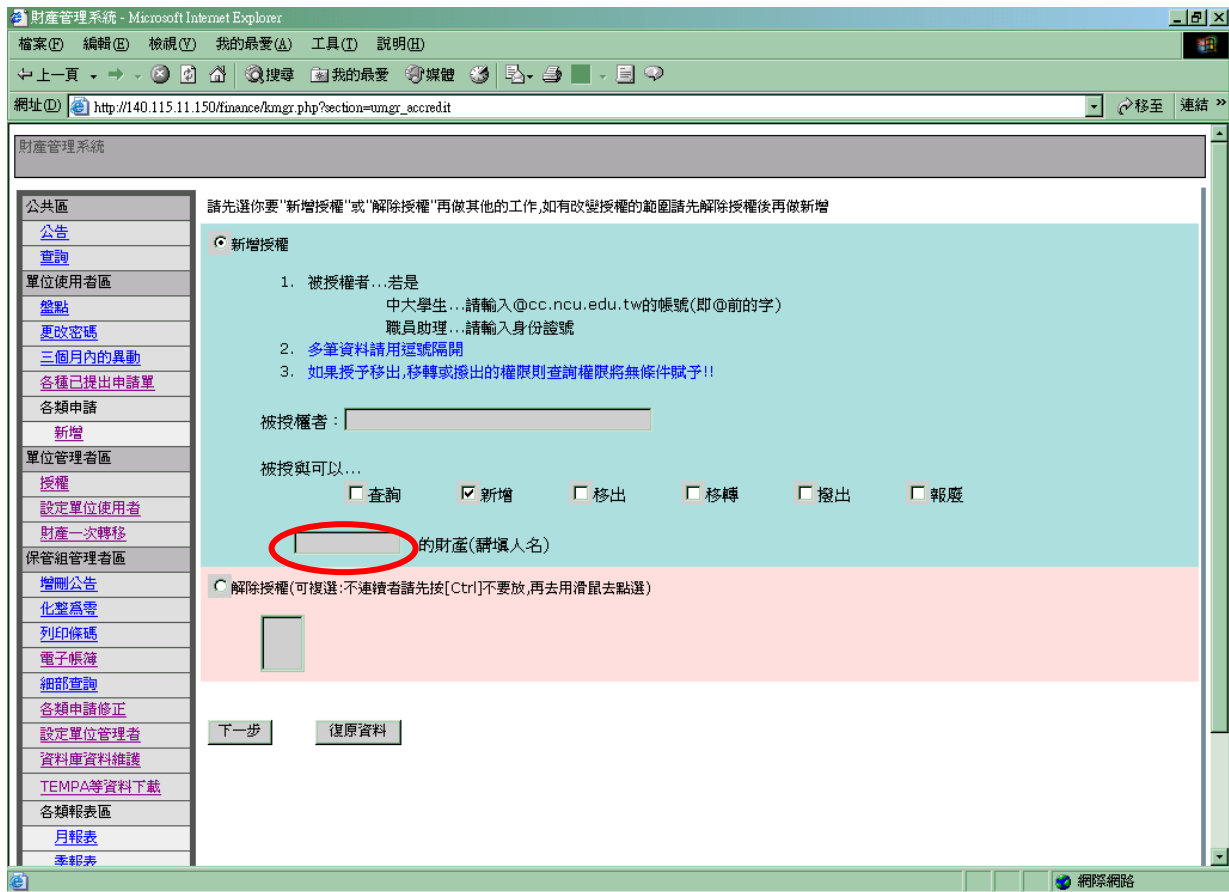 財產管理系統 - Microsoft Internet Explorer
檔案(F) 編輯(E) 檢視(V) 我的最愛(A) 工具(T) 說明(H)
上一頁 搜尋 我的最愛 媒體
網址(D) http://140.115.11.150/finance/kmgr.php?section=umgr_accredit 移至 連結 »
財產管理系統
公共區
公告
查詢
單位使用者區
盤點
更改密碼
三個月內的異動
各種已提出申請單
各類申請
新增
單位管理者區
授權
設定單位使用者
財產一次轉移
保管組管理者區
增刪公告
化整為零
列印條碼
電子帳簿
細部查詢
各類申請修正
設定單位管理者
資料庫資料維護
TEMPA等資料下載
各類報表區
月報表
季報表
請先選你要"新增授權"或"解除授權"再做其他的工作,如有改變授權的範圍請先解除授權後再做新增
新增授權
1. 被授權者...若是
中大學生...請輸入@cc.ncu.edu.tw的帳號(即@前的字)
職員助理...請輸入身份證號
2. 多筆資料請用逗號隔開
3. 如果授予移出,移轉或撥出的權限則查詢權限將無條件賦予!!
被授權者：
被授與可以...
查詢 新增 移出 移轉 撥出 報廢
的財產(請填人名)
解除授權(可複選:不連續者請先按[Ctrl]不要放,再去用滑鼠去點選)
下一步 復原資料
網際網路